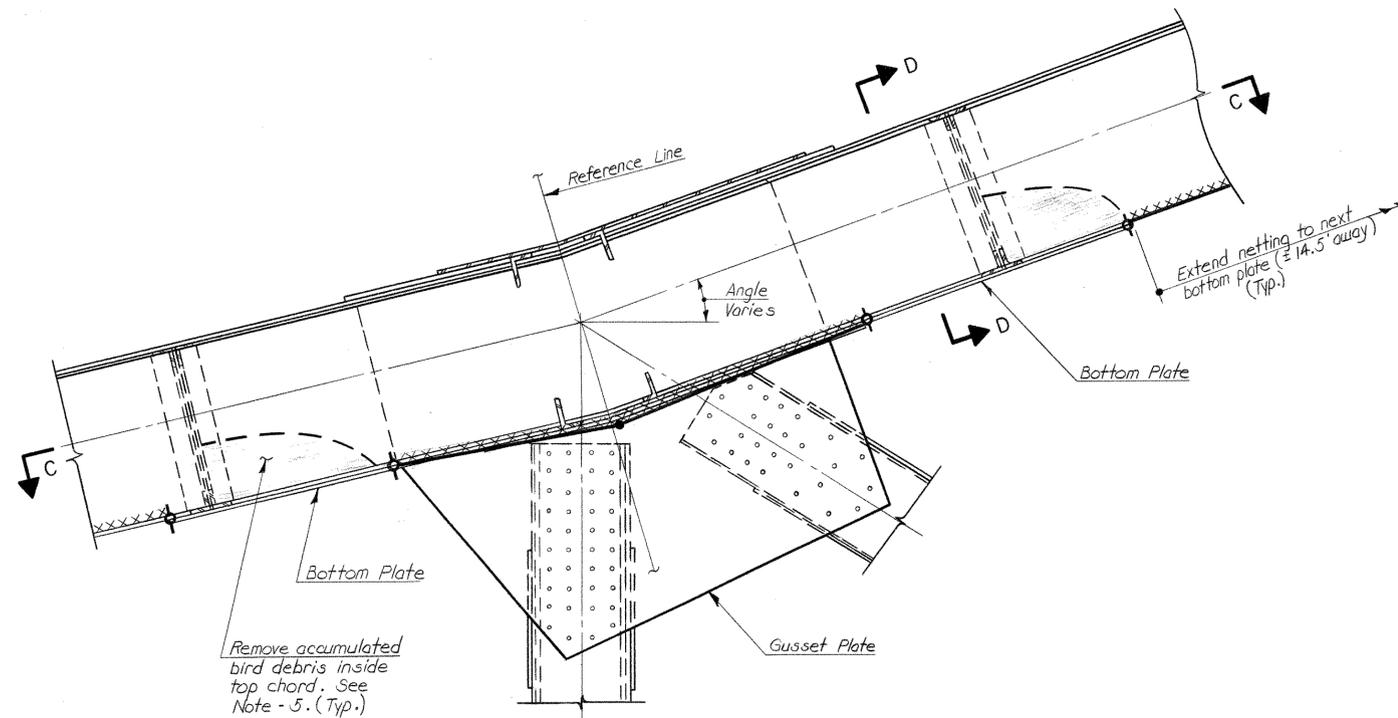 D
C
Reference Line
Extend netting to next
bottom plate (± 14.5' away)
(Typ.)
Angle
Varies
D
Bottom Plate
C
Bottom Plate
Gusset Plate
Remove accumulated
bird debris inside
top chord. See
Note - 5. (Typ.)